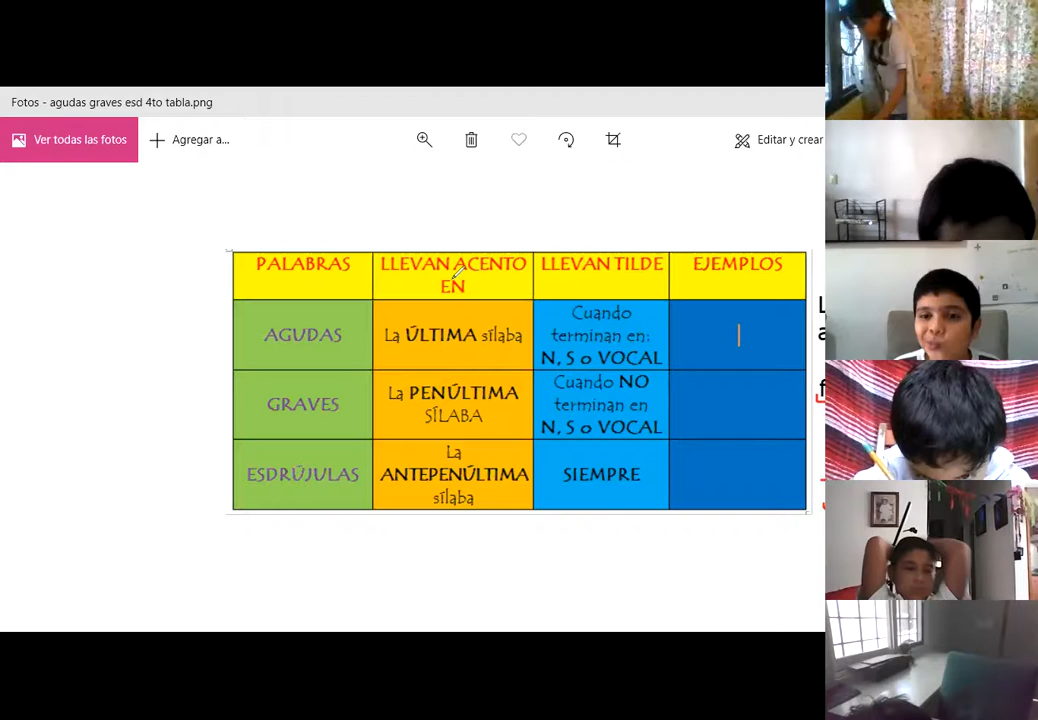 Fotos - agudas graves esd 4to tabla.png
Ver todas las fotos
Agregar a...
Editar y crear
PALABRAS
LLEVAN ACENTO
EN
LLEVAN TILDE
EJEMPLOS
AGUDAS
La ÚLTIMA sílaba
Cuando
terminan en:
N, S o VOCAL
GRAVES
La PENÚLTIMA
SÍLABA
Cuando NO
terminan en
N, S o VOCAL
ESDRÚJULAS
La
ANTEPENÚLTIMA
sílaba
SIEMPRE